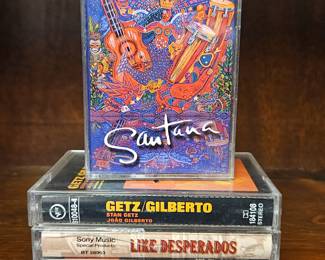 Santana
GETZ/GILBERTO
STAN GETZ
JOÃO GILBERTO
STEREO
Sony Music
Special Products
LIKE DESPERADOS